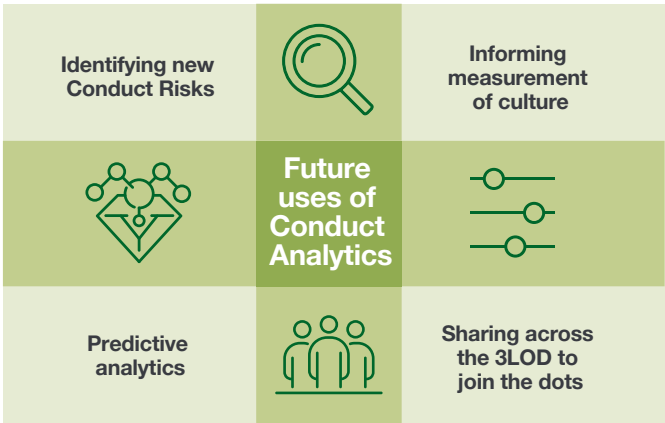 Identifying new
Conduct Risks
Informing
measurement
of culture
Future
uses of
Conduct
Analytics
Predictive
analytics
Sharing across
the 3LOD to
join the dots